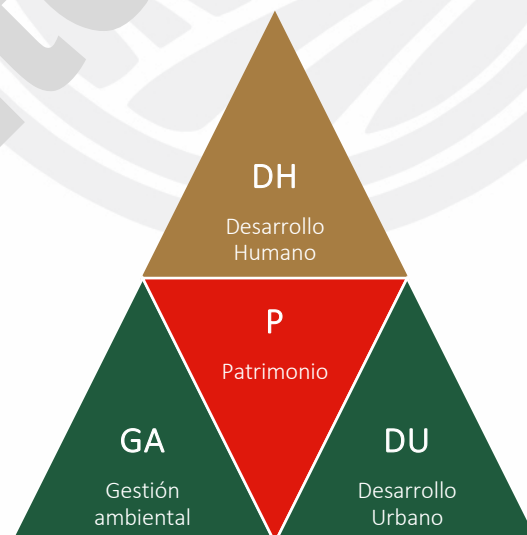 DH
Desarrollo
Humano
P
Patrimonio
GA
Gestión
ambiental
DU
Desarrollo
Urbano